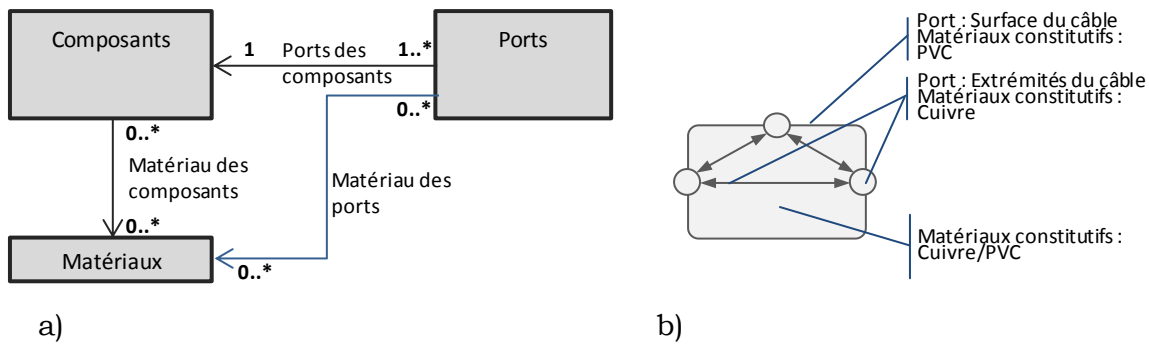 Composants
1
Ports des
composants
1..*
Ports
0..*
0..*
Matériau des
composants
0..*
Matériau des
ports
Matériaux
0..*
a)
Port : Surface du câble
Matériaux constitutifs :
PVC
Port : Extrémités du câble
Matériaux constitutifs :
Cuivre
Matériaux constitutifs :
Cuivre/PVC
b)